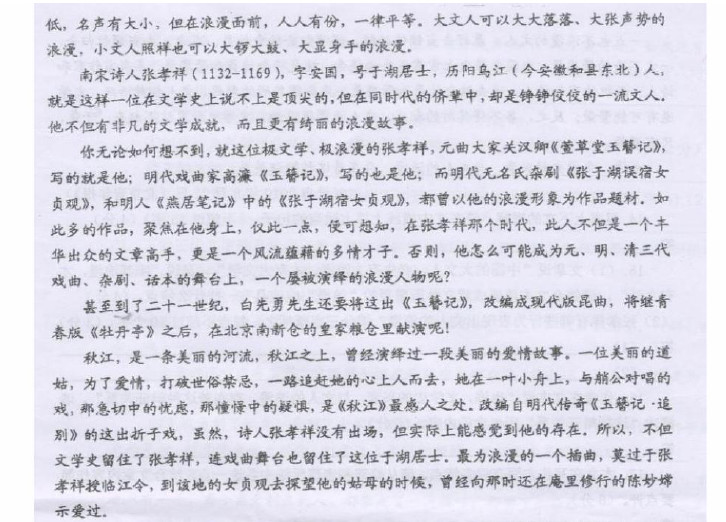 低，名声有大小，但在浪漫面前，人人有份，一律平等。大文人可以大大落落、大张声势的
浪漫，小文人照样也可以大锣大鼓、大显身手的浪漫。
南宋诗人张孝祥（1132-1169），字安国，号于湖居士，历阳乌江（今安徽和县东北）人，
就是这样一位在文学史上说不上是顶尖的，但在同时代的侪辈中，却是铮铮佼佼的一流文人。
他不但有非凡的文学成就，而且更有绮丽的浪漫故事。
你无论如何想不到，就这位极文学、极浪漫的张孝祥，元曲大家关汉卿《萱草堂玉簪记》，
写的就是他；明代戏曲家高濂《玉簪记》，写的也是他；而明代无名氏杂剧《张于湖误宿女
贞观》，和明人《燕居笔记》中的《张于湖宿女贞观》，都曾以他的浪漫形象为作品题材。如
此多的作品，聚焦在他身上，仅此一点，便可想知，在张孝祥那个时代，此人不但是一个丰
华出众的文章高手，更是一个风流蕴藉的多情才子。否则，他怎么可能成为元、明、清三代
戏曲、杂剧、话本的舞台上，一个屡被演绎的浪漫人物呢？
甚至到了二十一世纪，白先勇先生还要将这出《玉簪记》，改编成现代版昆曲，将继青
春版《牡丹亭》之后，在北京南新仓的皇家粮仓里献演呢！
秋江，是一条美丽的河流，秋江之上，曾经演绎过一段美丽的爱情故事。一位美丽的道
姑，为了爱情，打破世俗禁忌，一路追赶她的心上人而去，她在一叶小舟上，与艄公对唱的
戏，那急切中的忧虑，那憧憬中的疑惧，是《秋江》最感人之处。改编自明代传奇《玉簪记·追
别》的这出折子戏，虽然，诗人张孝祥没有出场，但实际上能感觉到他的存在。所以，不但
文学史留住了张孝祥，连戏曲舞台也留住了这位于湖居士。最为浪漫的一个插曲，莫过于张
孝祥授临江令，到该地的女贞观去探望他的姑母的时候，曾经向那时还在庵里修行的陈妙嫦
示爱过。